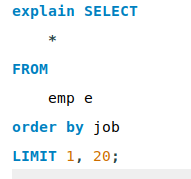 explain SELECT
*
FROM
emp e
order by job
LIMIT 1, 20;